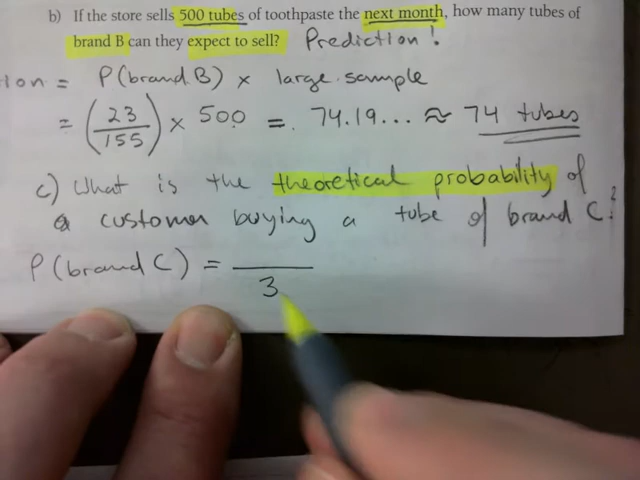 b) If the store sells 500 tubes of toothpaste the next month, how many tubes of
brand B can they expect to sell? Prediction!
tion = P(brand B) × large sample
= (23/155) × 500 = 74.19... ≈ 74 tubes
c) What is the theoretical probability of
a customer buying a tube of brand C?
P(brand C) = __
3